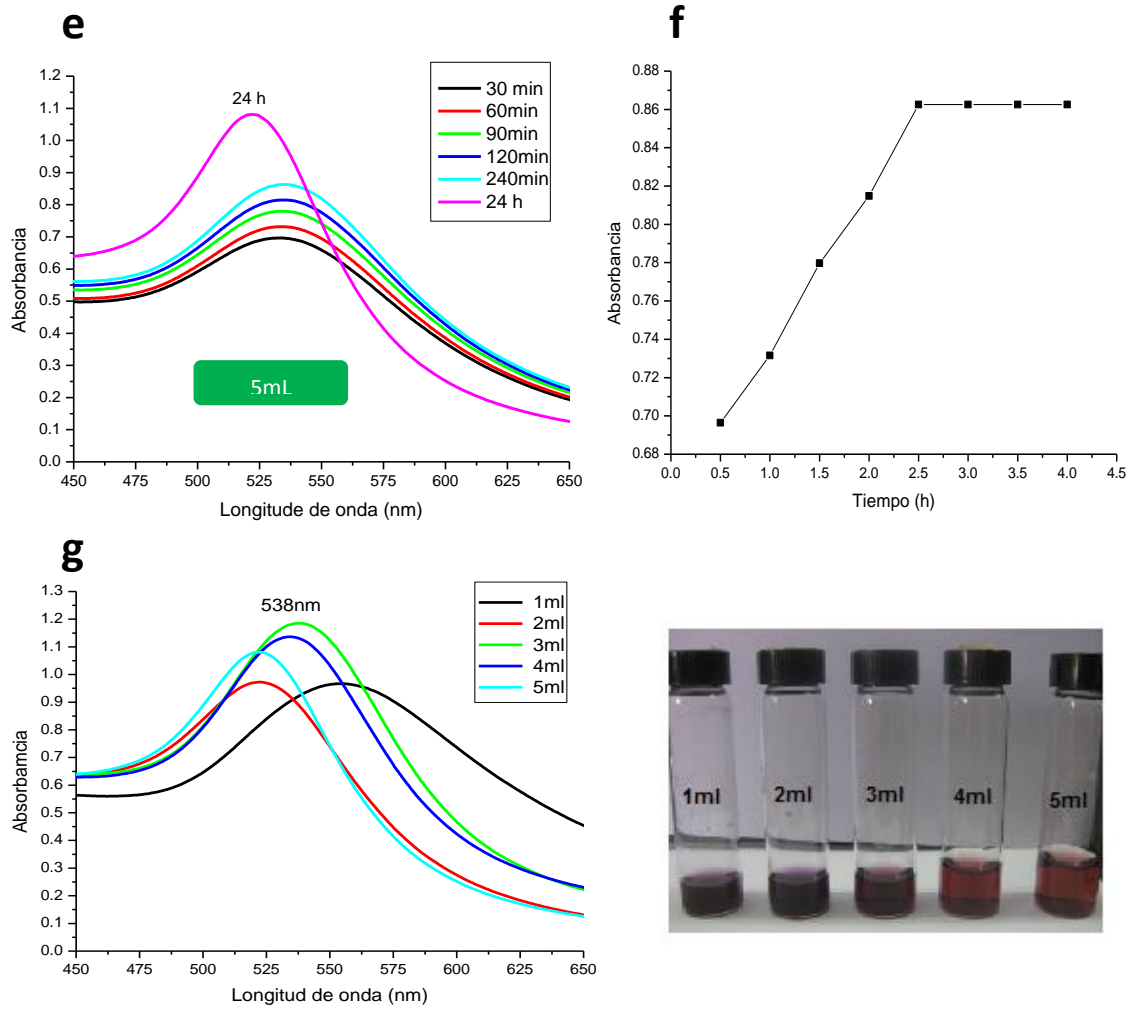 e
1.2
1.1
1.0
0.9
0.8
0.7
0.6
0.5
0.4
0.3
0.2
0.1
0.0
Absorbancia
24 h
30 min
60min
90min
120min
240min
24 h
5mL
450 475 500 525 550 575 600 625 650
Longitude de onda (nm)
f
0.88
0.86
0.84
0.82
0.80
0.78
0.76
0.74
0.72
0.70
0.68
Absorbancia
0.0 0.5 1.0 1.5 2.0 2.5 3.0 3.5 4.0 4.5
Tiempo (h)
g
1.3
1.2
1.1
1.0
0.9
0.8
0.7
0.6
0.5
0.4
0.3
0.2
0.1
0.0
Absorbamcia
538nm
1ml
2ml
3ml
4ml
5ml
450 475 500 525 550 575 600 625 650
Longitud de onda (nm)
1ml 2ml 3ml 4ml 5ml